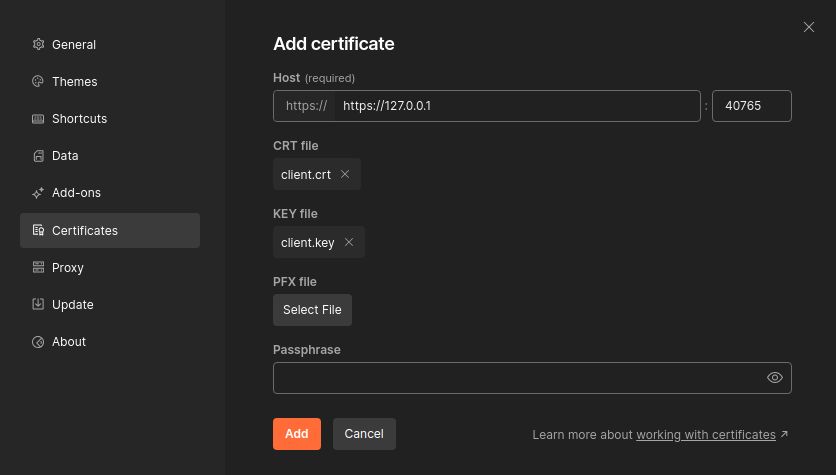 General
Themes
Shortcuts
Data
Add-ons
Certificates
Proxy
Update
About
Add certificate
Host (required)
https:// https://127.0.0.1 : 40765
CRT file
client.crt
KEY file
client.key
PFX file
Select File
Passphrase
Add Cancel Learn more about working with certificates ↗